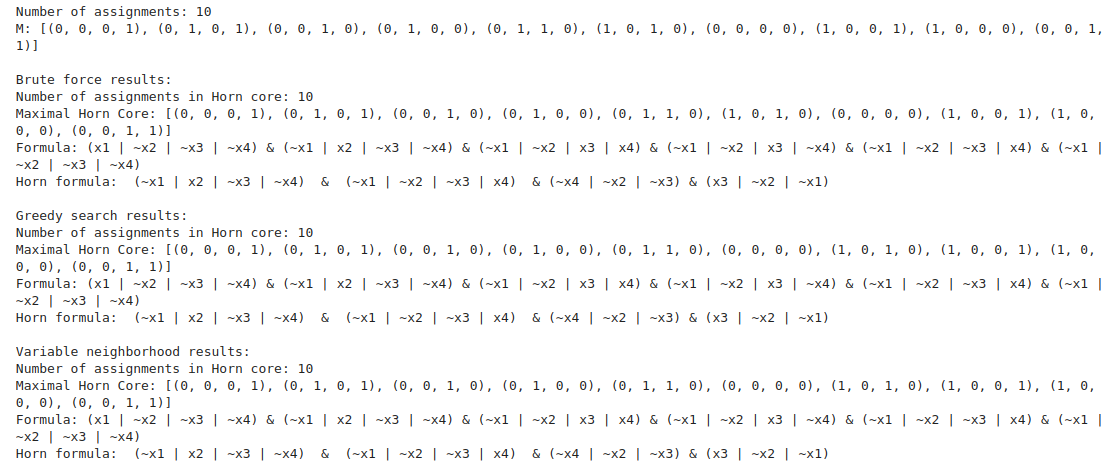 Number of assignments: 10
M: [(0, 0, 0, 1), (0, 1, 0, 1), (0, 0, 1, 0), (0, 1, 0, 0), (0, 1, 1, 0), (1, 0, 1, 0), (0, 0, 0, 0), (1, 0, 0, 1), (1, 0, 0, 0), (0, 0, 1,
1)]
Brute force results:
Number of assignments in Horn core: 10
Maximal Horn Core: [(0, 0, 0, 1), (0, 1, 0, 1), (0, 0, 1, 0), (0, 1, 0, 0), (0, 1, 1, 0), (1, 0, 1, 0), (0, 0, 0, 0), (1, 0, 0, 1), (1, 0,
0, 0), (0, 0, 1, 1)]
Formula: (x1 | ~x2 | ~x3 | ~x4) & (~x1 | x2 | ~x3 | ~x4) & (~x1 | ~x2 | x3 | x4) & (~x1 | ~x2 | x3 | ~x4) & (~x1 | ~x2 | ~x3 | x4) & (~x1 |
~x2 | ~x3 | ~x4)
Horn formula:  (~x1 | x2 | ~x3 | ~x4)  &  (~x1 | ~x2 | ~x3 | x4)  & (~x4 | ~x2 | ~x3) & (x3 | ~x2 | ~x1)
Greedy search results:
Number of assignments in Horn core: 10
Maximal Horn Core: [(0, 0, 0, 1), (0, 1, 0, 1), (0, 0, 1, 0), (0, 1, 0, 0), (0, 1, 1, 0), (0, 0, 0, 0), (1, 0, 1, 0), (1, 0, 0, 1), (1, 0,
0, 0), (0, 0, 1, 1)]
Formula: (x1 | ~x2 | ~x3 | ~x4) & (~x1 | x2 | ~x3 | ~x4) & (~x1 | ~x2 | x3 | x4) & (~x1 | ~x2 | x3 | ~x4) & (~x1 | ~x2 | ~x3 | x4) & (~x1 |
~x2 | ~x3 | ~x4)
Horn formula:  (~x1 | x2 | ~x3 | ~x4)  &  (~x1 | ~x2 | ~x3 | x4)  & (~x4 | ~x2 | ~x3) & (x3 | ~x2 | ~x1)
Variable neighborhood results:
Number of assignments in Horn core: 10
Maximal Horn Core: [(0, 0, 0, 1), (0, 1, 0, 1), (0, 0, 1, 0), (0, 1, 0, 0), (0, 1, 1, 0), (0, 0, 0, 0), (1, 0, 1, 0), (1, 0, 0, 1), (1, 0,
0, 0), (0, 0, 1, 1)]
Formula: (x1 | ~x2 | ~x3 | ~x4) & (~x1 | x2 | ~x3 | ~x4) & (~x1 | ~x2 | x3 | x4) & (~x1 | ~x2 | x3 | ~x4) & (~x1 | ~x2 | ~x3 | x4) & (~x1 |
~x2 | ~x3 | ~x4)
Horn formula:  (~x1 | x2 | ~x3 | ~x4)  &  (~x1 | ~x2 | ~x3 | x4)  & (~x4 | ~x2 | ~x3) & (x3 | ~x2 | ~x1)